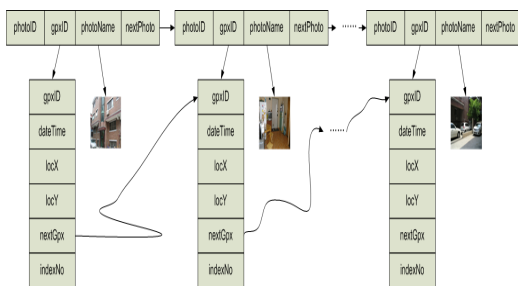 photoID gpxID photoName nextPhoto photoID gpxID photoName nextPhoto ...... photoID gpxID photoName nextPhoto
gpxID gpxID gpxID
dateTime dateTime ...... dateTime
locX locX locX
locY locY locY
nextGpx nextGpx nextGpx
indexNo indexNo indexNo